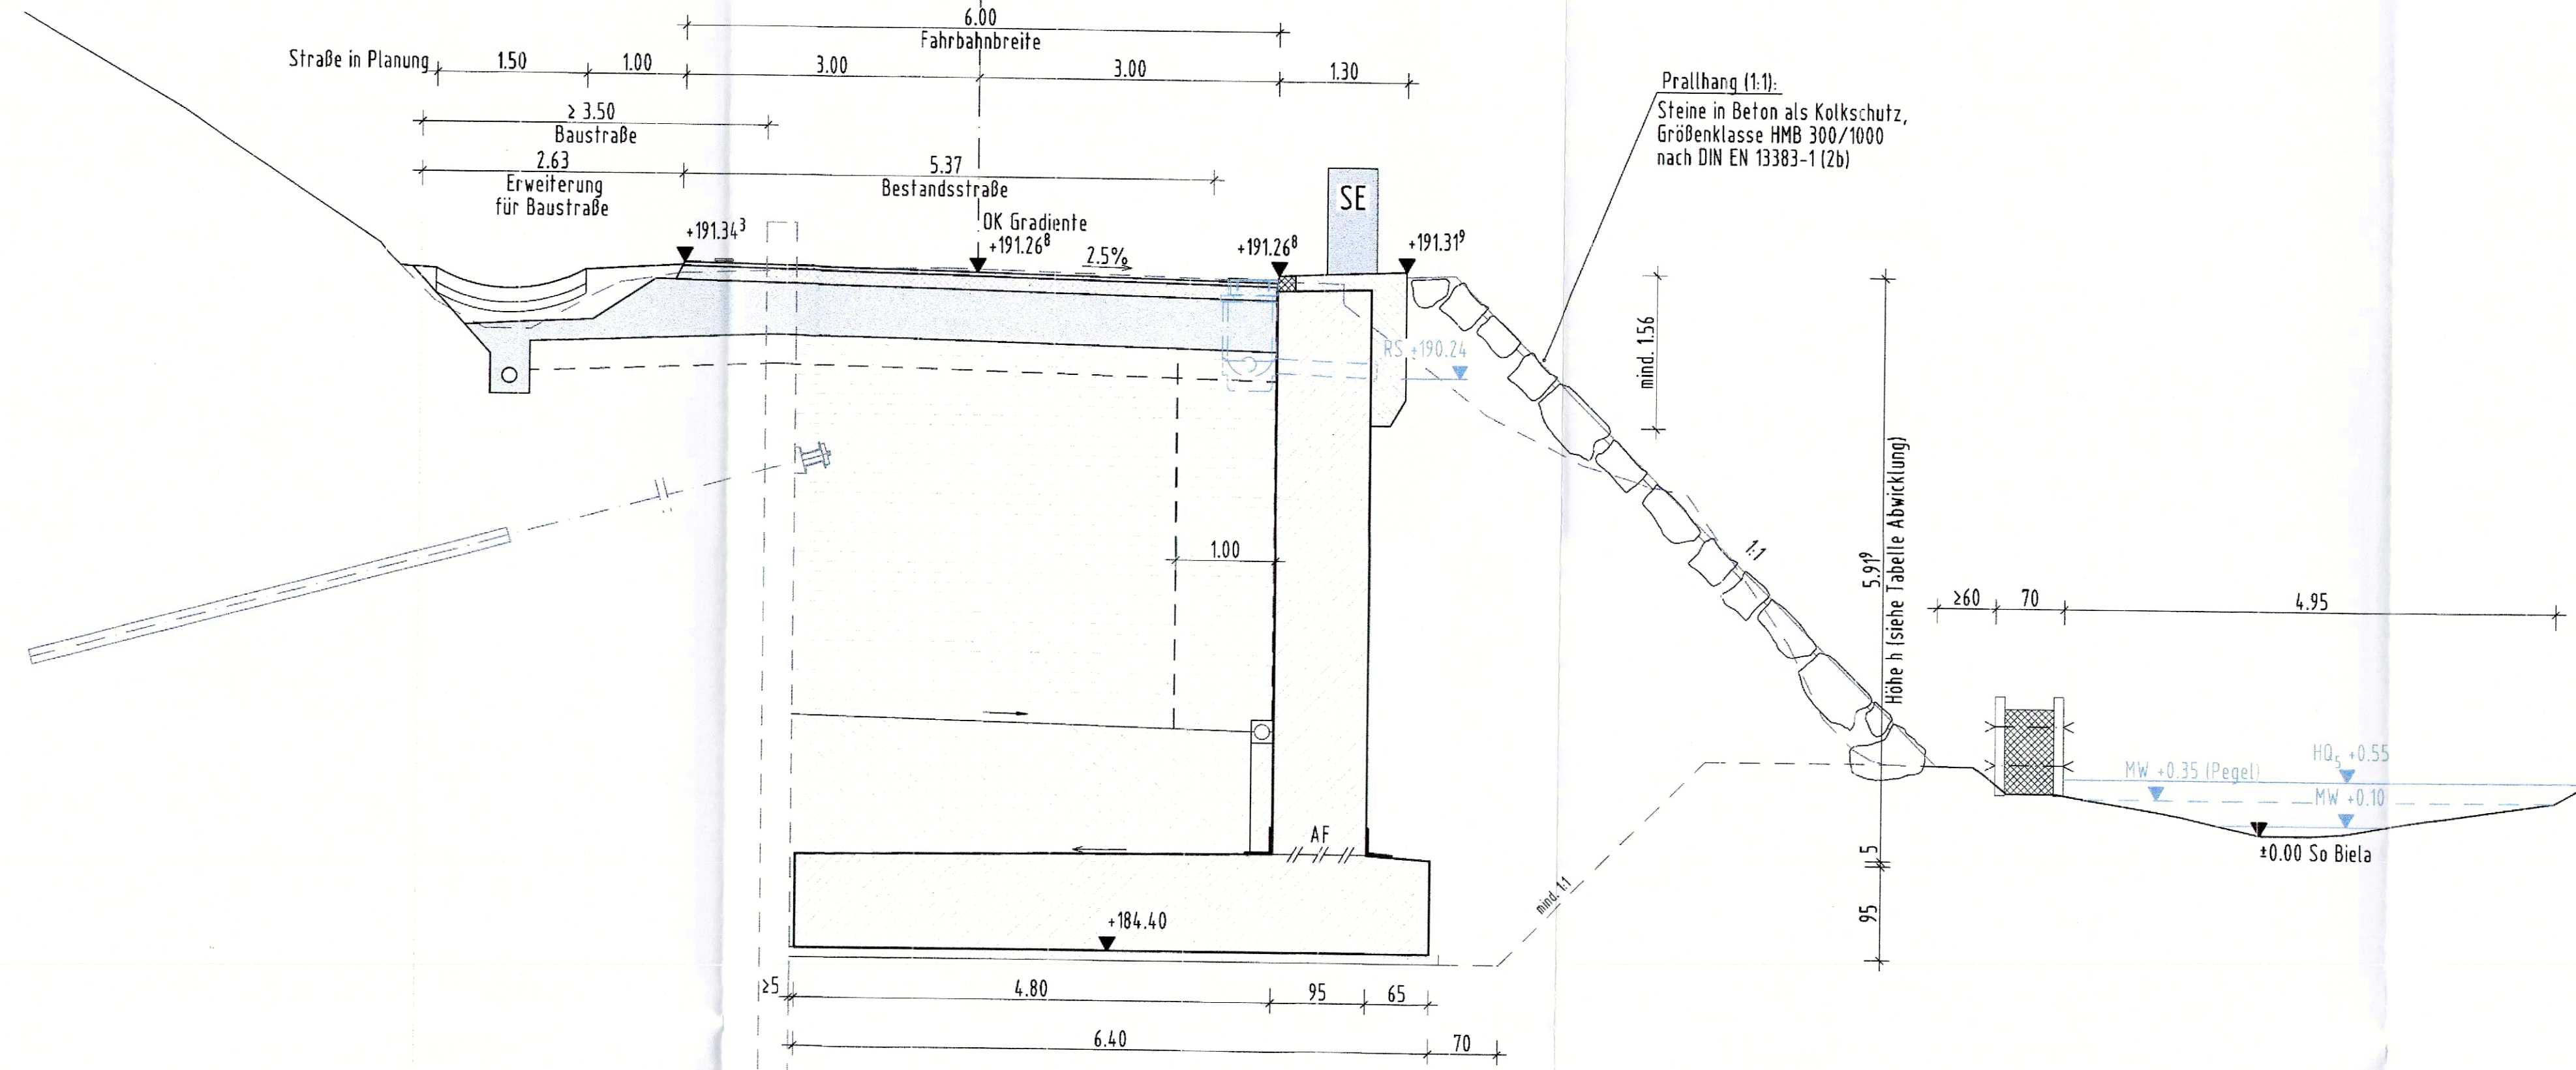 6.00
Fahrbahnbreite
Straße in Planung
1.50
1.00
3.00
3.00
1.30
≥ 3.50
Baustraße
2.63
Erweiterung
für Baustraße
5.37
Bestandsstraße
Prallhang (1:1):
Steine in Beton als Kolkschutz,
Größenklasse HMB 300/1000
nach DIN EN 13383-1 (2b)
SE
+191.34³
OK Gradiente
+191.26⁸
2.5%
+191.26⁸
+191.31⁹
RS +190.24
mind. 1.56
1.00
1:1
5.91⁹
Höhe h (siehe Tabelle Abwicklung)
≥60
70
4.95
HQ₅ +0.55
MW +0.35 (Pegel)
MW +0.10
±0.00 So Biela
AF
5
95
mind. 1:1
+184.40
≥5
4.80
95
65
6.40
70